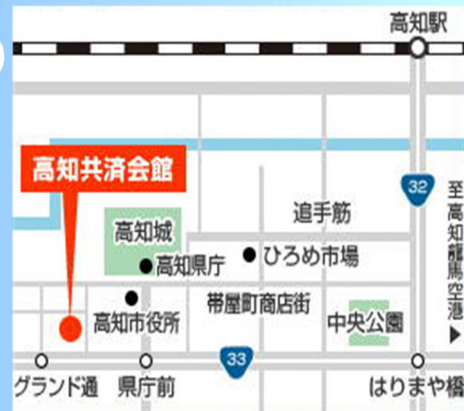 高知駅
高知共済会館
32
至高知龍馬空港▶
追手筋
高知城
ひろめ市場
高知県庁
帯屋町商店街
高知市役所
中央公園
33
グランド通
県庁前
はりまや橋